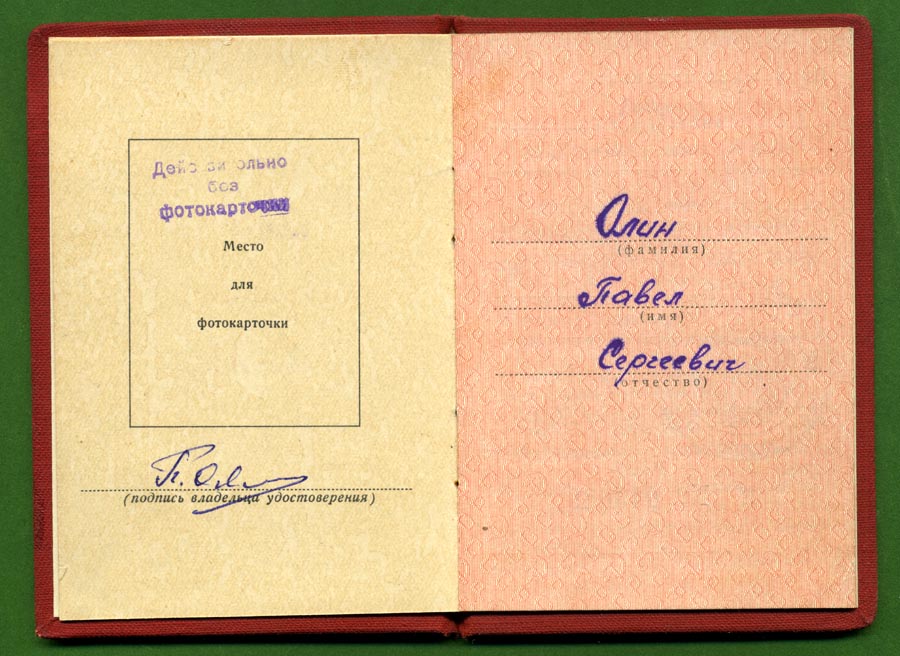 Действительно
без
фотокарточки
Место
для
фотокарточки
(подпись владельца удостоверения)
Олин
(фамилия)
Павел
(имя)
Сергеевич
(отчество)